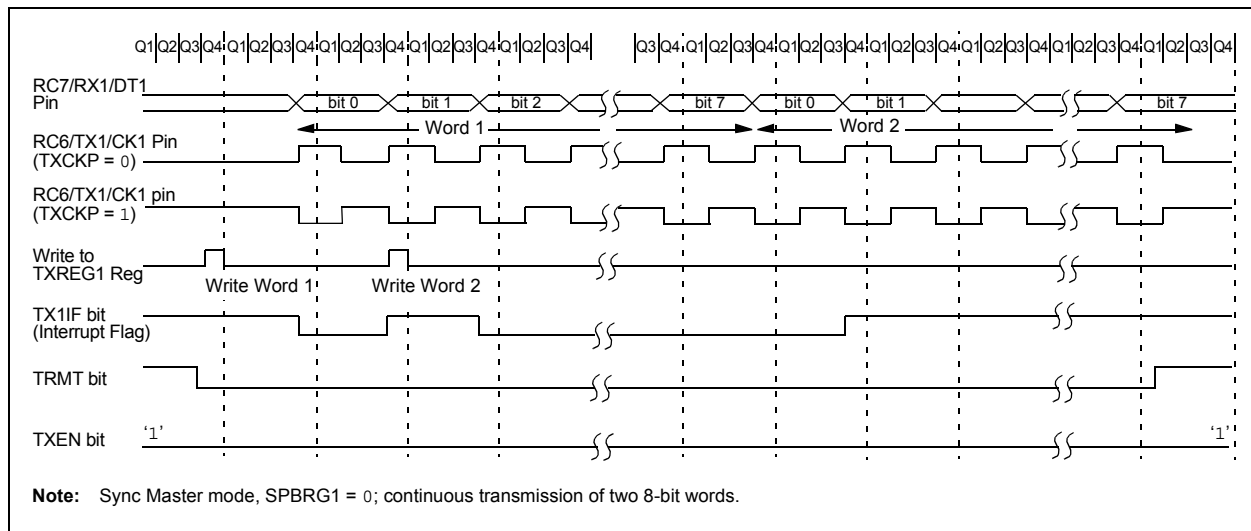 Q1 Q2 Q3 Q4 Q1 Q2 Q3 Q4 Q1 Q2 Q3 Q4 Q1 Q2 Q3 Q4 Q1 Q2 Q3 Q4 Q3 Q4 Q1 Q2 Q3 Q4 Q1 Q2 Q3 Q4 Q1 Q2 Q3 Q4 Q1 Q2 Q3 Q4 Q1 Q2 Q3 Q4 Q1 Q2 Q3 Q4
RC7/RX1/DT1
Pin
bit 0 bit 1 bit 2 bit 7 bit 0 bit 1 bit 7
Word 1 Word 2
RC6/TX1/CK1 Pin
(TXCKP = 0)
RC6/TX1/CK1 pin
(TXCKP = 1)
Write to
TXREG1 Reg
Write Word 1 Write Word 2
TX1IF bit
(Interrupt Flag)
TRMT bit
TXEN bit ‘1’ ‘1’
Note: Sync Master mode, SPBRG1 = 0; continuous transmission of two 8-bit words.